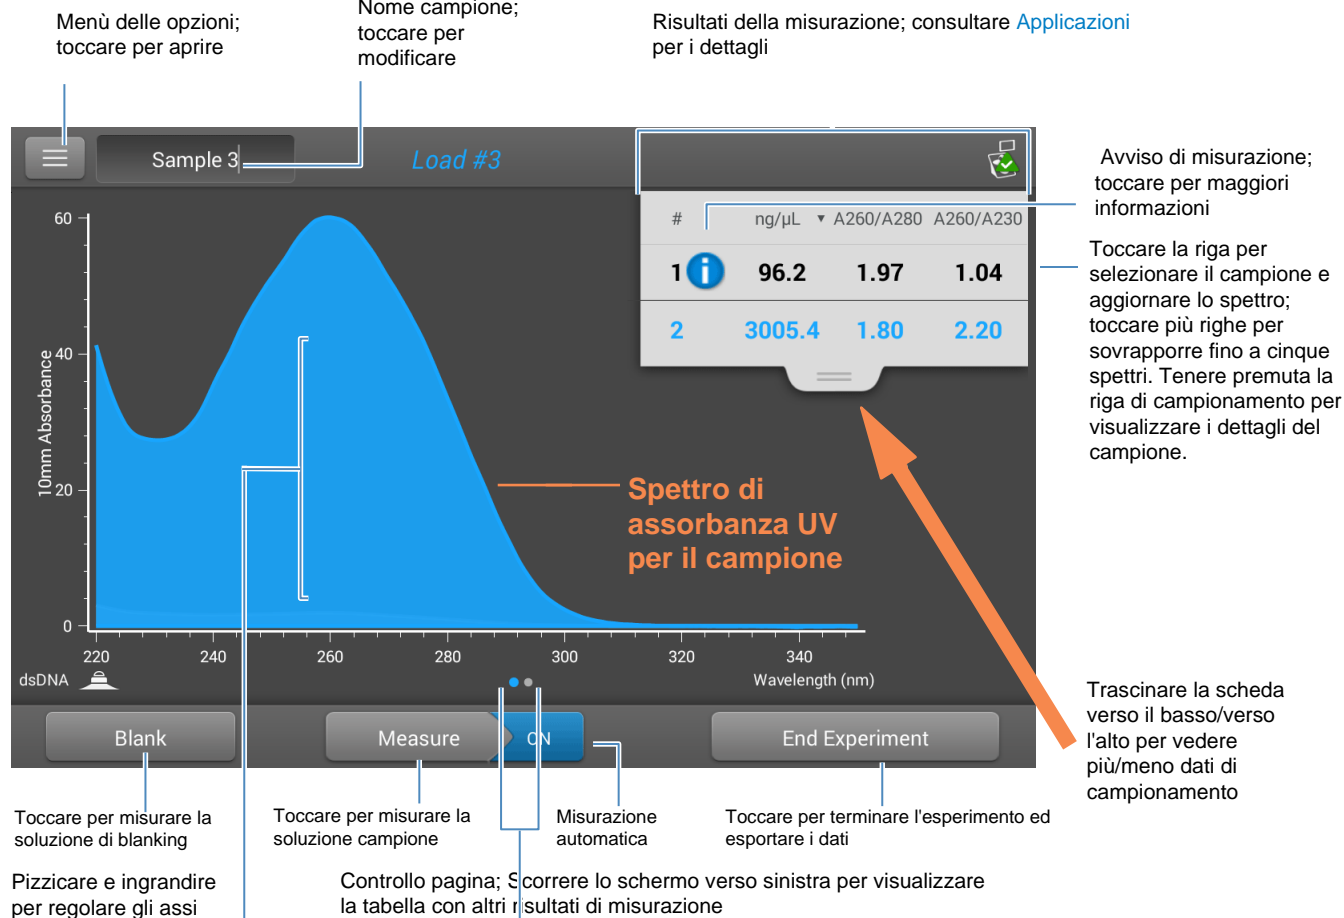 Menù delle opzioni;
toccare per aprire
Nome campione;
toccare per
modificare
Risultati della misurazione; consultare Applicazioni
per i dettagli
Sample 3
Load #3
Avviso di misurazione;
toccare per maggiori
informazioni
# ng/µL ▼ A260/A280 A260/A230
1 96.2 1.97 1.04
2 3005.4 1.80 2.20
Toccare la riga per
selezionare il campione e
aggiornare lo spettro;
toccare più righe per
sovrapporre fino a cinque
spettri. Tenere premuta la
riga di campionamento per
visualizzare i dettagli del
campione.
10mm Absorbance
60
40
20
0
Spettro di
assorbanza UV
per il campione
220 240 260 280 300 320 340
dsDNA
Wavelength (nm)
Trascinare la scheda
verso il basso/verso
l'alto per vedere
più/meno dati di
campionamento
Blank
Measure
ON
End Experiment
Toccare per misurare la
soluzione di blanking
Toccare per misurare la
soluzione campione
Misurazione
automatica
Toccare per terminare l'esperimento ed
esportare i dati
Pizzicare e ingrandire
per regolare gli assi
Controllo pagina; Scorrere lo schermo verso sinistra per visualizzare
la tabella con altri risultati di misurazione